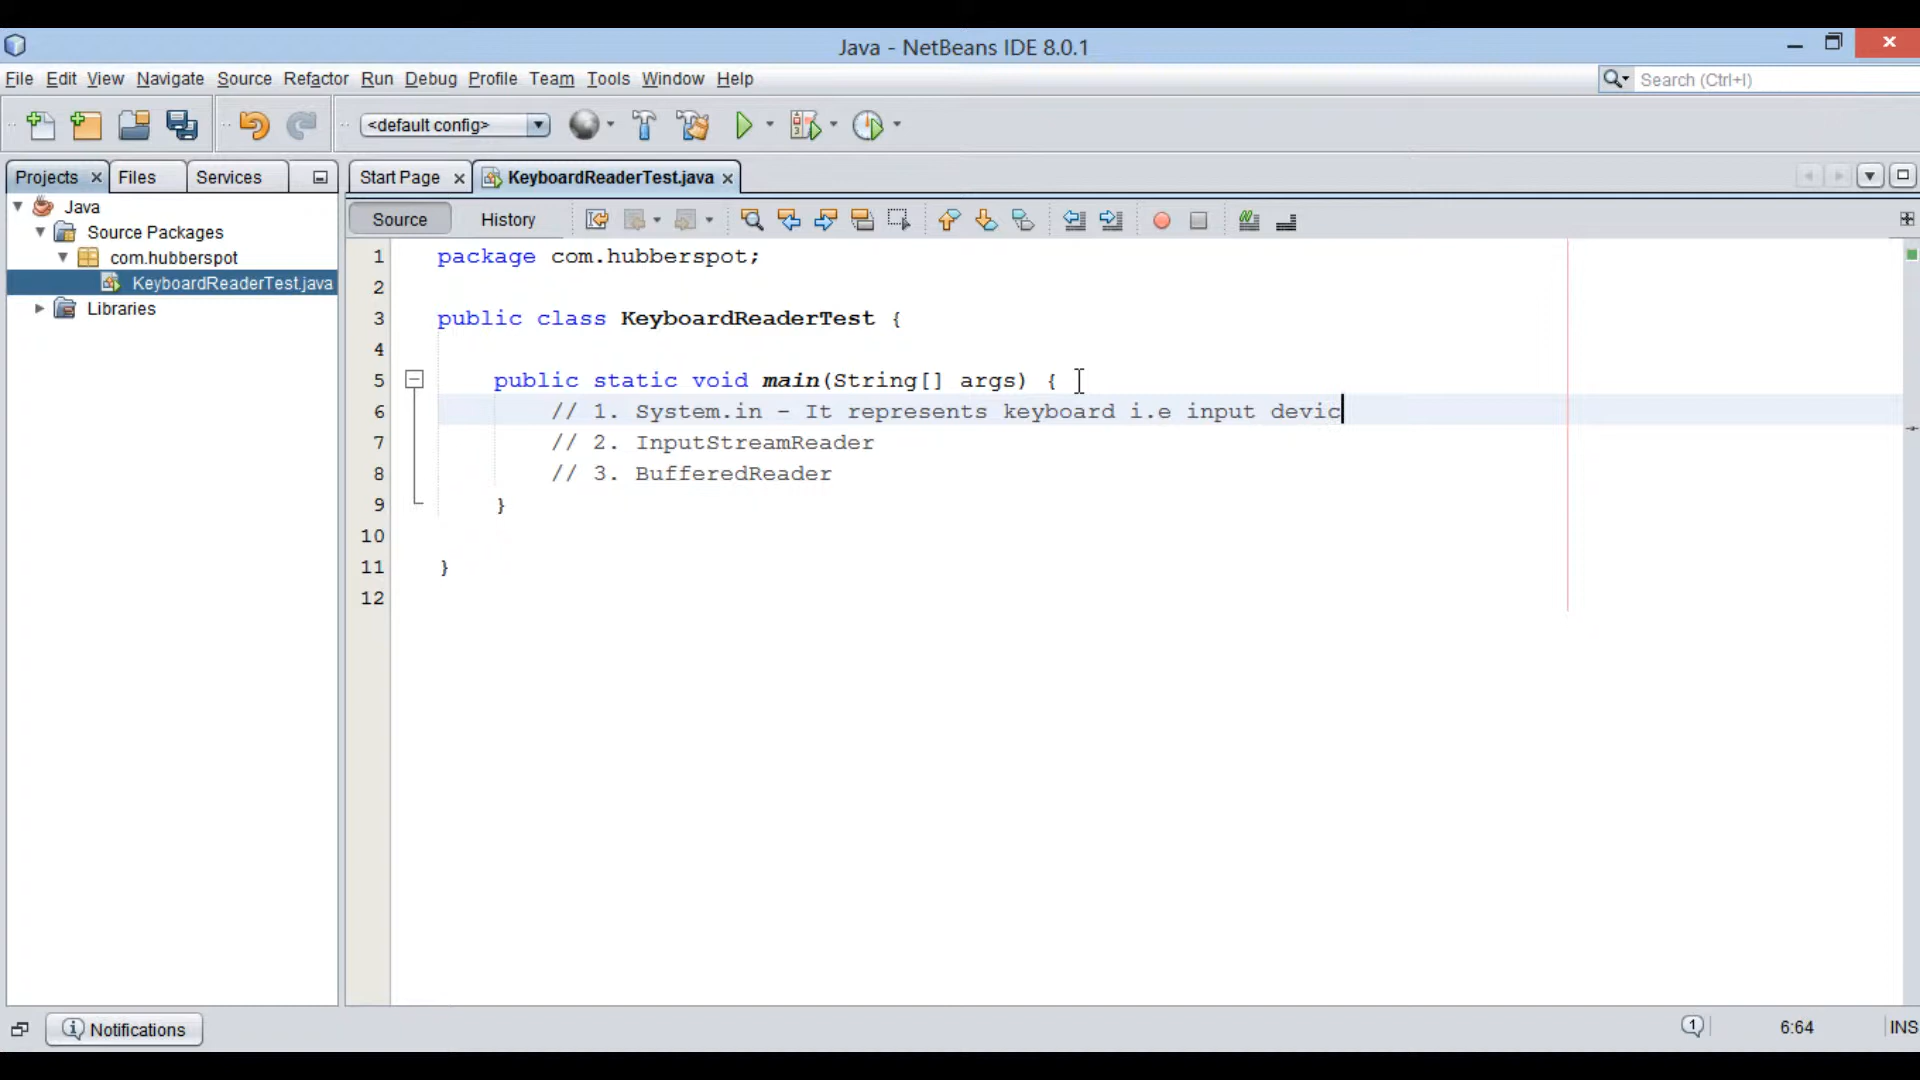 Java - NetBeans IDE 8.0.1
File Edit View Navigate Source Refactor Run Debug Profile Team Tools Window Help
Search (Ctrl+I)
<default config>
Projects Files Services
Start Page KeyboardReaderTest.java
Java
Source Packages
com.hubberspot
KeyboardReaderTest.java
Libraries
Source History
1 package com.hubberspot;
2
3 public class KeyboardReaderTest {
4
5 public static void main(String[] args) {
6 // 1. System.in - It represents keyboard i.e input devic
7 // 2. InputStreamReader
8 // 3. BufferedReader
9 }
10
11 }
12
Notifications
1 6:64 INS